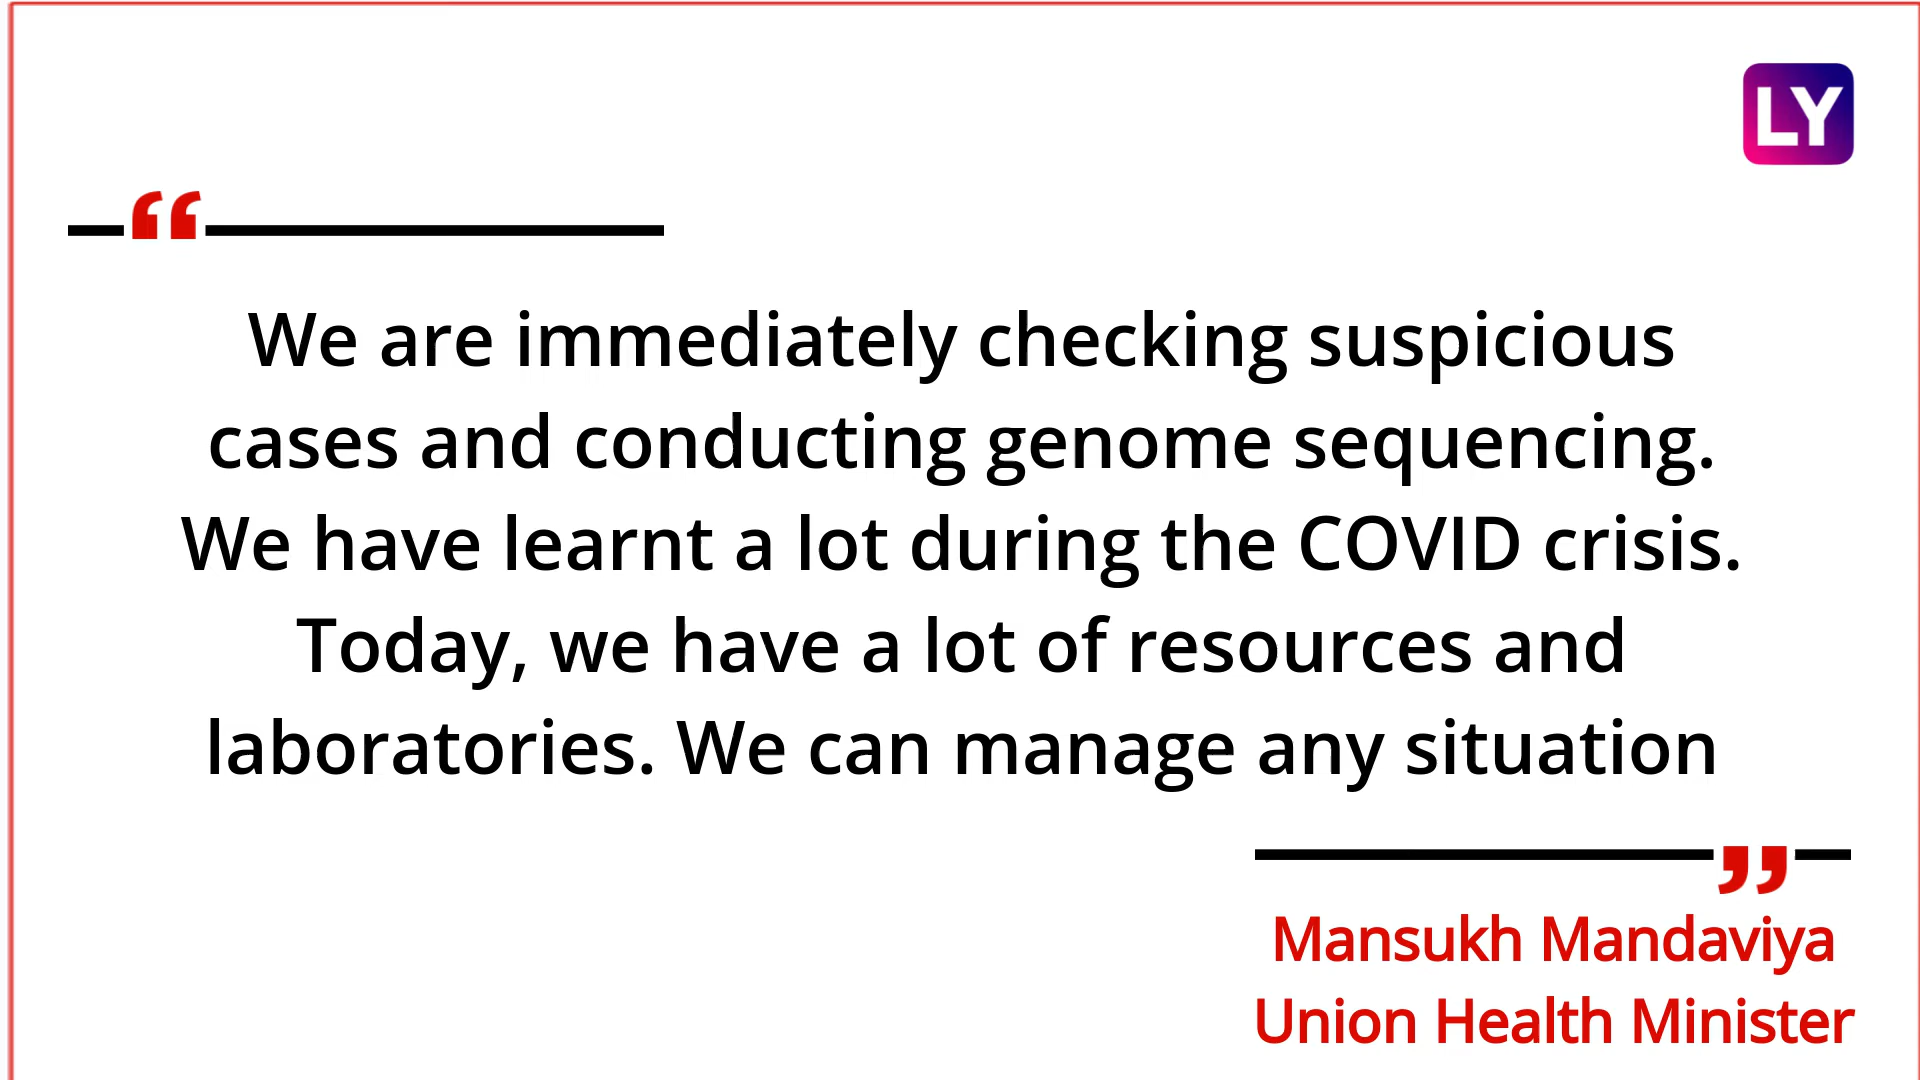 LY
“
We are immediately checking suspicious
cases and conducting genome sequencing.
We have learnt a lot during the COVID crisis.
Today, we have a lot of resources and
laboratories. We can manage any situation
”
Mansukh Mandaviya
Union Health Minister